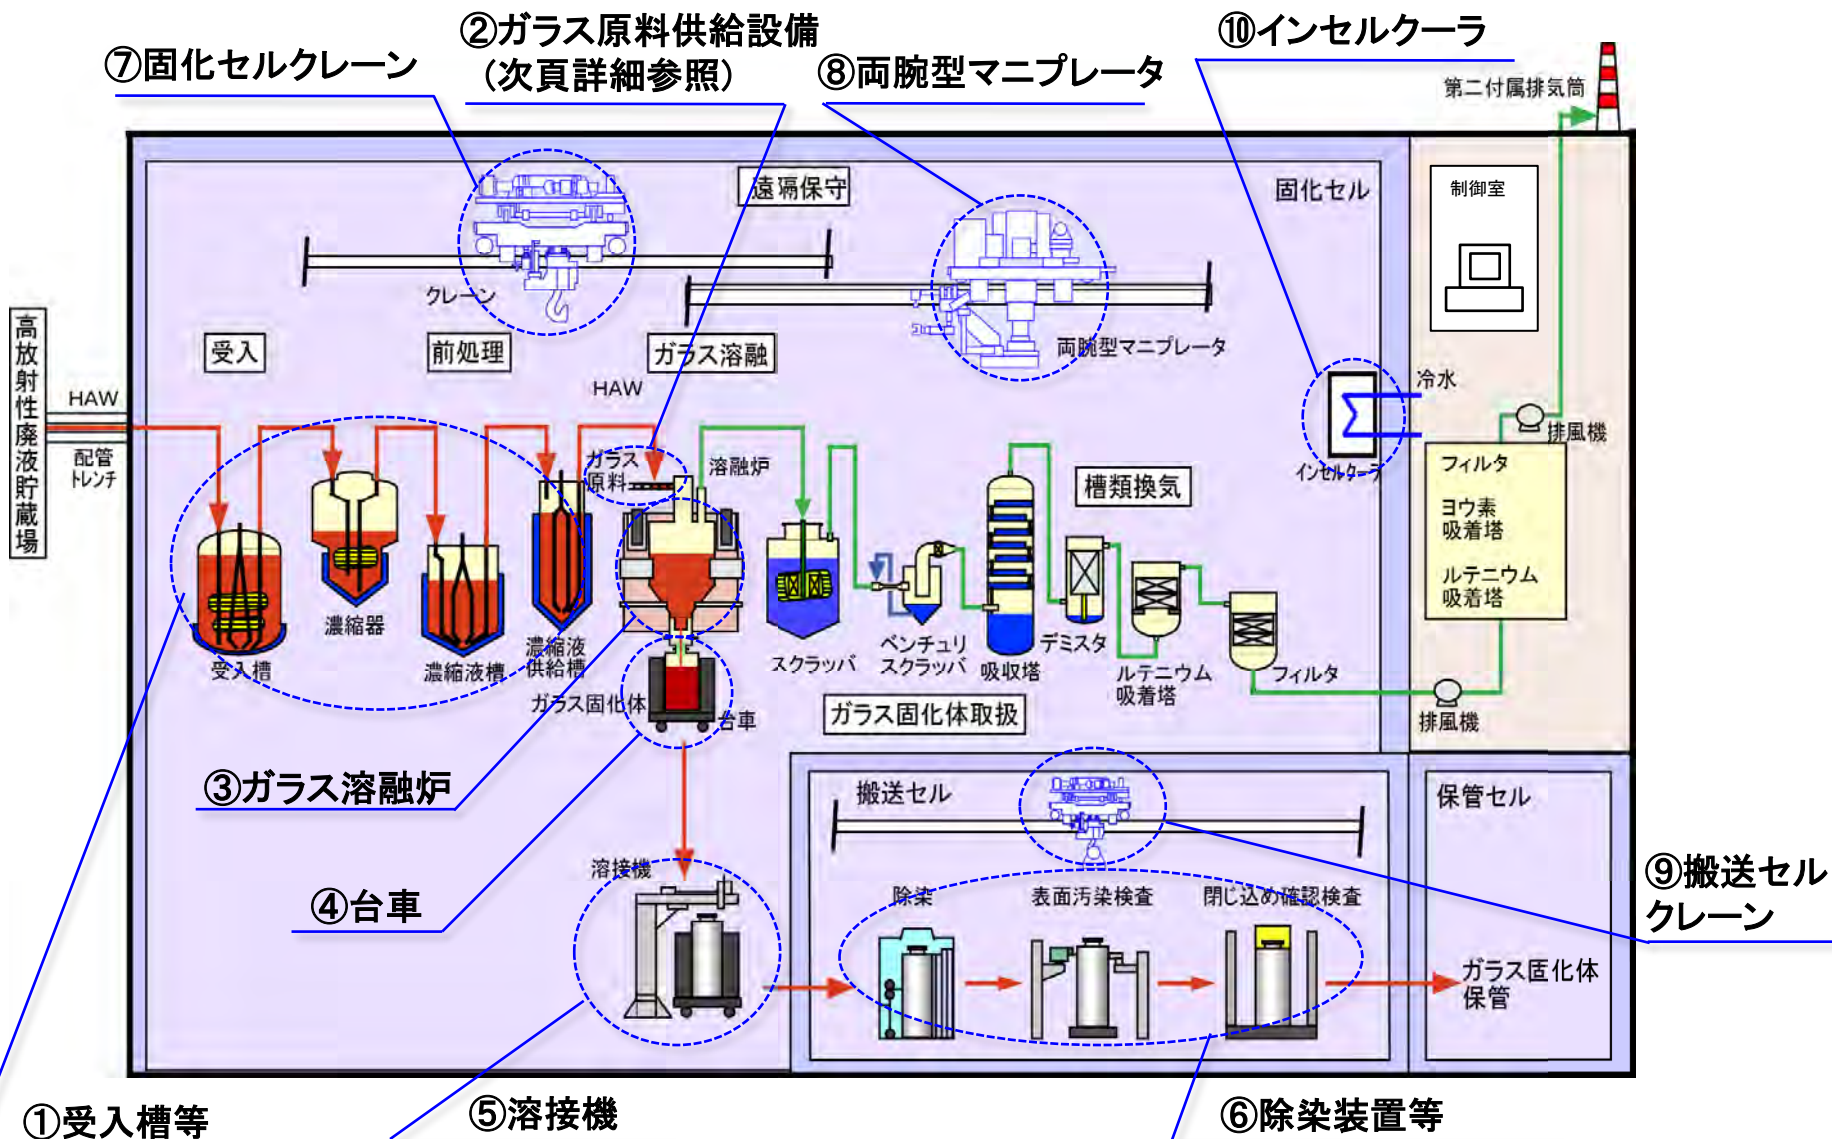 ②ガラス原料供給設備
(次頁詳細参照)
⑦固化セルクレーン
⑧両腕型マニプレータ
⑩インセルクーラ
第二付属排気筒
遠隔保守
固化セル
制御室
クレーン
両腕型マニプレータ
受入
前処理
ガラス溶融
HAW
高放射性廃液貯蔵場
HAW
配管
トレンチ
冷水
インセルクーラ
排風機
フィルタ
ヨウ素
吸着塔
ルテニウム
吸着塔
ガラス
原料
溶融炉
槽類換気
受入槽
濃縮器
濃縮液槽
濃縮液
供給槽
スクラッバ
ベンチュリ
スクラッバ
吸収塔
デミスタ
ルテニウム
吸着塔
フィルタ
排風機
ガラス固化体
台車
ガラス固化体取扱
③ガラス溶融炉
④台車
搬送セル
保管セル
溶接機
除染
表面汚染検査
閉じ込め確認検査
⑨搬送セル
クレーン
ガラス固化体
保管
①受入槽等
⑤溶接機
⑥除染装置等